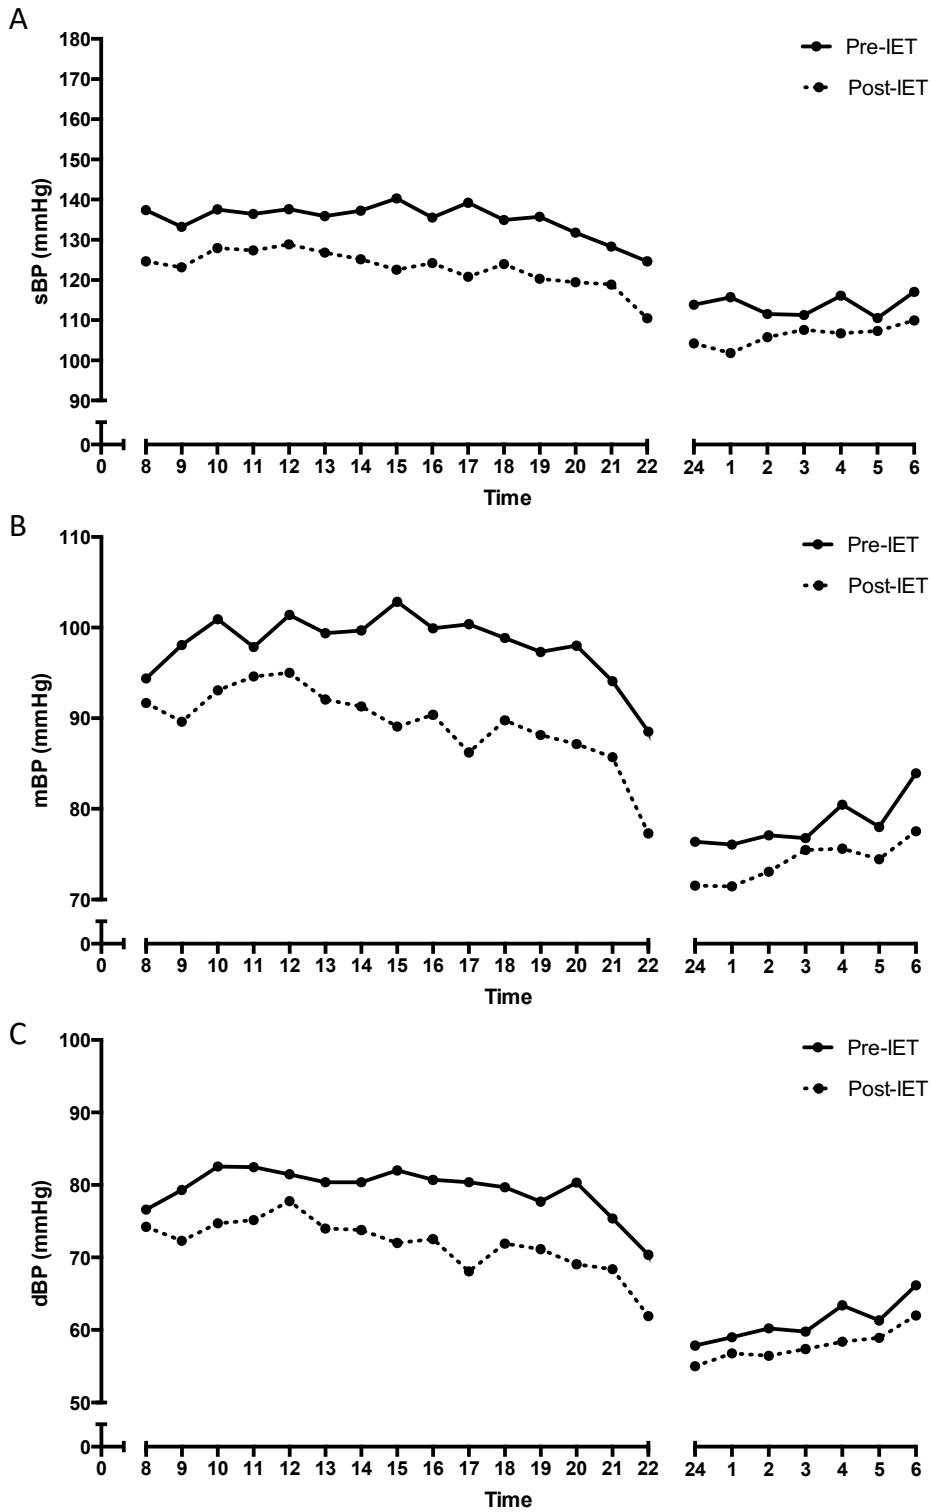 A
180
170
160
150
140
130
120
110
100
90
0
sBP (mmHg)
Pre-IET
Post-IET
0 8 9 10 11 12 13 14 15 16 17 18 19 20 21 22 24 1 2 3 4 5 6
Time
B
110
100
90
80
70
0
mBP (mmHg)
Pre-IET
Post-IET
0 8 9 10 11 12 13 14 15 16 17 18 19 20 21 22 24 1 2 3 4 5 6
Time
C
100
90
80
70
60
50
0
dBP (mmHg)
Pre-IET
Post-IET
0 8 9 10 11 12 13 14 15 16 17 18 19 20 21 22 24 1 2 3 4 5 6
Time